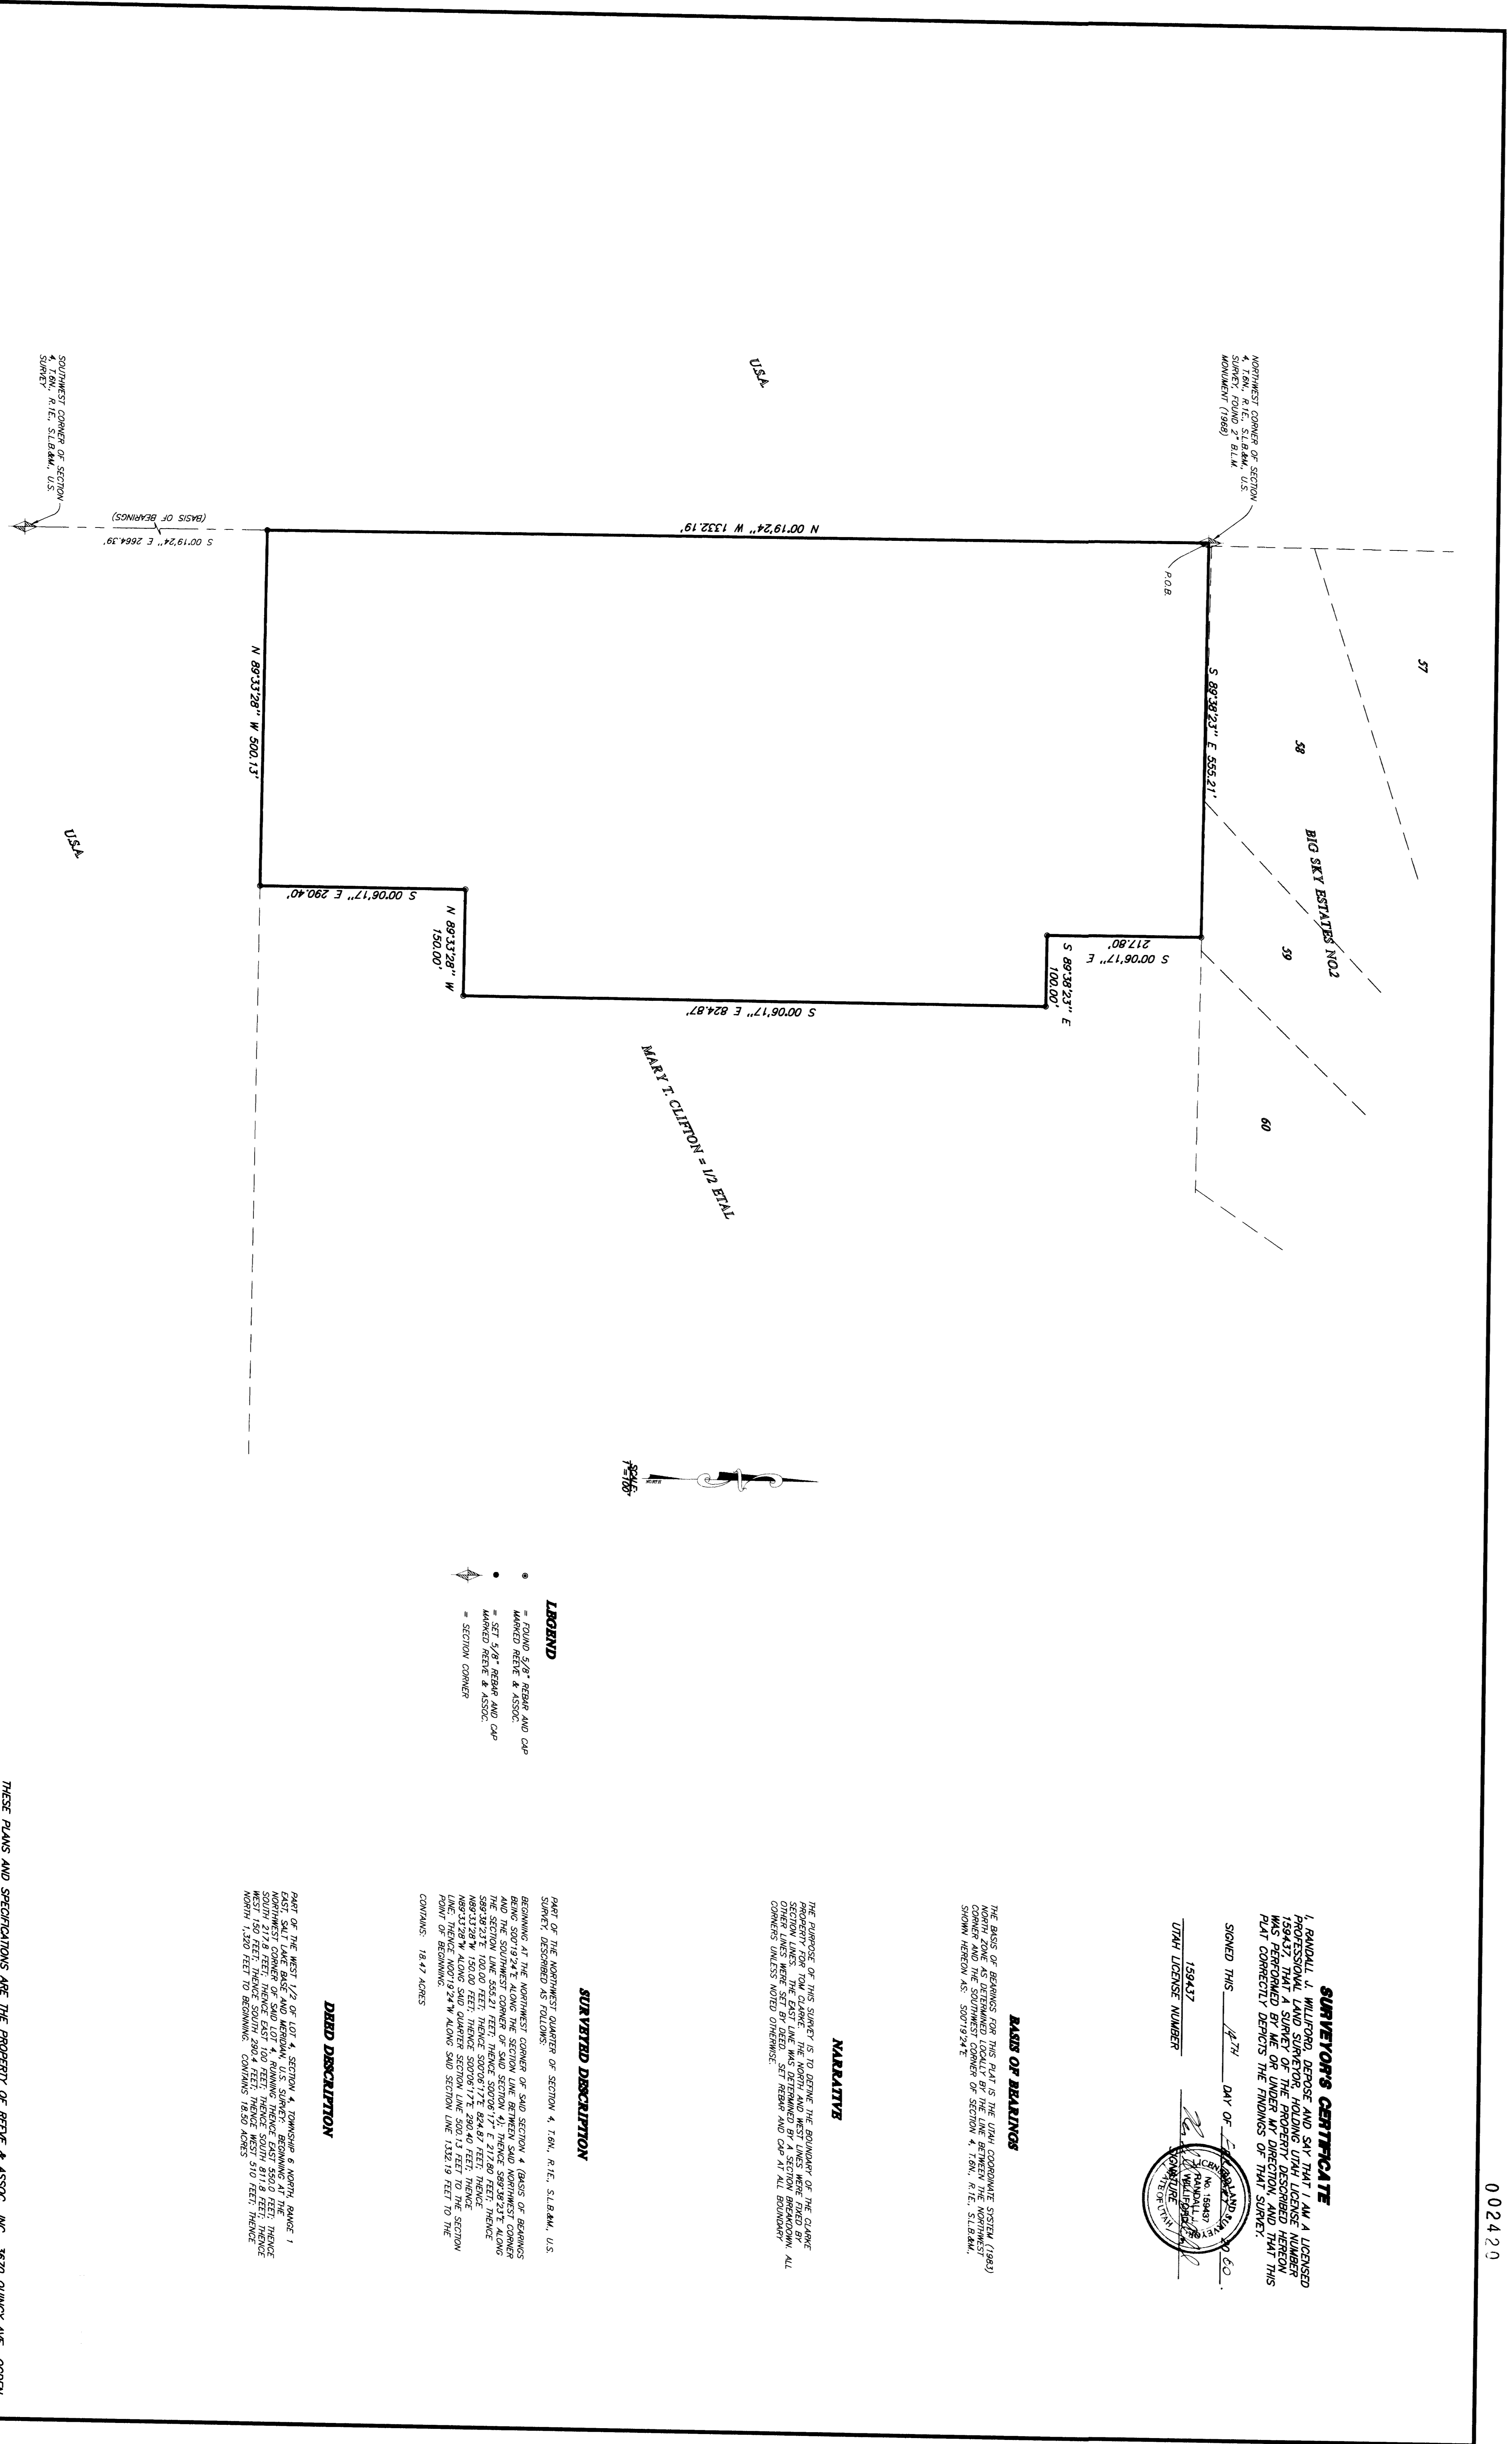 002420
SURVEYOR'S CERTIFICATE
I, RANDALL J. WILLIFORD, DEPOSE AND SAY THAT I AM A LICENSED
PROFESSIONAL LAND SURVEYOR, HOLDING UTAH LICENSE NUMBER
159437, THAT A SURVEY OF THE PROPERTY DESCRIBED HEREON
WAS PERFORMED BY ME OR UNDER MY DIRECTION, AND THAT THIS
PLAT CORRECTLY DEPICTS THE FINDINGS OF THAT SURVEY.
SIGNED THIS 14TH DAY OF
159437
UTAH LICENSE NUMBER
SIGNATURE
No. 159437
RANDALL J.
WILLIFORD
BASIS OF BEARINGS
THE BASIS OF BEARINGS FOR THIS PLAT IS THE UTAH COORDINATE SYSTEM (1983)
NORTH ZONE AS DETERMINED LOCALLY BY THE LINE BETWEEN THE NORTHWEST
CORNER AND THE SOUTHWEST CORNER OF SECTION 4, T.6N., R.1E., S.L.B.&M.,
SHOWN HEREON AS: S00°19'24"E
NARRATIVE
THE PURPOSE OF THIS SURVEY IS TO DEFINE THE BOUNDARY OF THE CLARKE
PROPERTY FOR TOM CLARKE. THE NORTH AND WEST LINES WERE FIXED BY
SECTION LINES. THE EAST LINE WAS DETERMINED BY A SECTION BREAKDOWN. ALL
OTHER LINES WERE SET BY DEED. SET REBAR AND CAP AT ALL BOUNDARY
CORNERS UNLESS NOTED OTHERWISE.
SURVEYED DESCRIPTION
PART OF THE NORTHWEST QUARTER OF SECTION 4, T.6N., R.1E., S.L.B.&M., U.S.
SURVEY, DESCRIBED AS FOLLOWS:
BEGINNING AT THE NORTHWEST CORNER OF SAID SECTION 4 (BASIS OF BEARINGS
BEING S00°19'24"E ALONG THE SECTION LINE BETWEEN SAID NORTHWEST CORNER
AND THE SOUTHWEST CORNER OF SAID SECTION 4); THENCE S89°38'23"E ALONG
THE SECTION LINE 555.21 FEET; THENCE S00°06'17" E 217.80 FEET; THENCE
S89°38'23"E 100.00 FEET; THENCE S00°06'17"E 824.87 FEET; THENCE
N89°33'28"W 150.00 FEET; THENCE S00°06'17"E 290.40 FEET; THENCE
N89°33'28"W ALONG SAID QUARTER SECTION LINE 500.13 FEET TO THE SECTION
LINE; THENCE N00°19'24"W ALONG SAID SECTION LINE 1332.19 FEET TO THE
POINT OF BEGINNING.
CONTAINS: 18.47 ACRES
DEED DESCRIPTION
PART OF THE WEST 1/2 OF LOT 4, SECTION 4, TOWNSHIP 6 NORTH, RANGE 1
EAST, SALT LAKE BASE AND MERIDIAN, U.S. SURVEY: BEGINNING AT THE
NORTHWEST CORNER OF SAID LOT 4, RUNNING THENCE EAST 550.0 FEET; THENCE
SOUTH 217.8 FEET; THENCE EAST 100 FEET; THENCE SOUTH 811.8 FEET; THENCE
WEST 150 FEET; THENCE SOUTH 290.4 FEET; THENCE WEST 510 FEET; THENCE
NORTH 1,320 FEET TO BEGINNING. CONTAINS 18.50 ACRES
LEGEND
= FOUND 5/8" REBAR AND CAP
MARKED REEVE & ASSOC.
= SET 5/8" REBAR AND CAP
MARKED REEVE & ASSOC.
= SECTION CORNER
NORTH
SCALE:
1"=100'
57
58
59
60
BIG SKY ESTATES NO.2
NORTHWEST CORNER OF SECTION
4, T.6N., R.1E., S.L.B.&M., U.S.
SURVEY, FOUND 2" B.L.M.
MONUMENT (1968)
P.O.B.
S 89°38'23" E 555.21'
S 00°06'17" E
217.80'
S 89°38'23" E
100.00'
S 00°06'17" E 824.87'
N 89°33'28" W
150.00'
S 00°06'17" E 290.40'
N 89°33'28" W 500.13'
N 00°19'24" W 1332.19'
S 00°19'24" E 2664.39'
(BASIS OF BEARINGS)
SOUTHWEST CORNER OF SECTION
4, T.6N., R.1E., S.L.B.&M., U.S.
SURVEY
U.S.A.
U.S.A.
MARY T. CLIFTON = 1/2 ETAL
THESE PLANS AND SPECIFICATIONS ARE THE PROPERTY OF REEVE & ASSOC., INC., 3670 QUINCY AVE., OGDEN